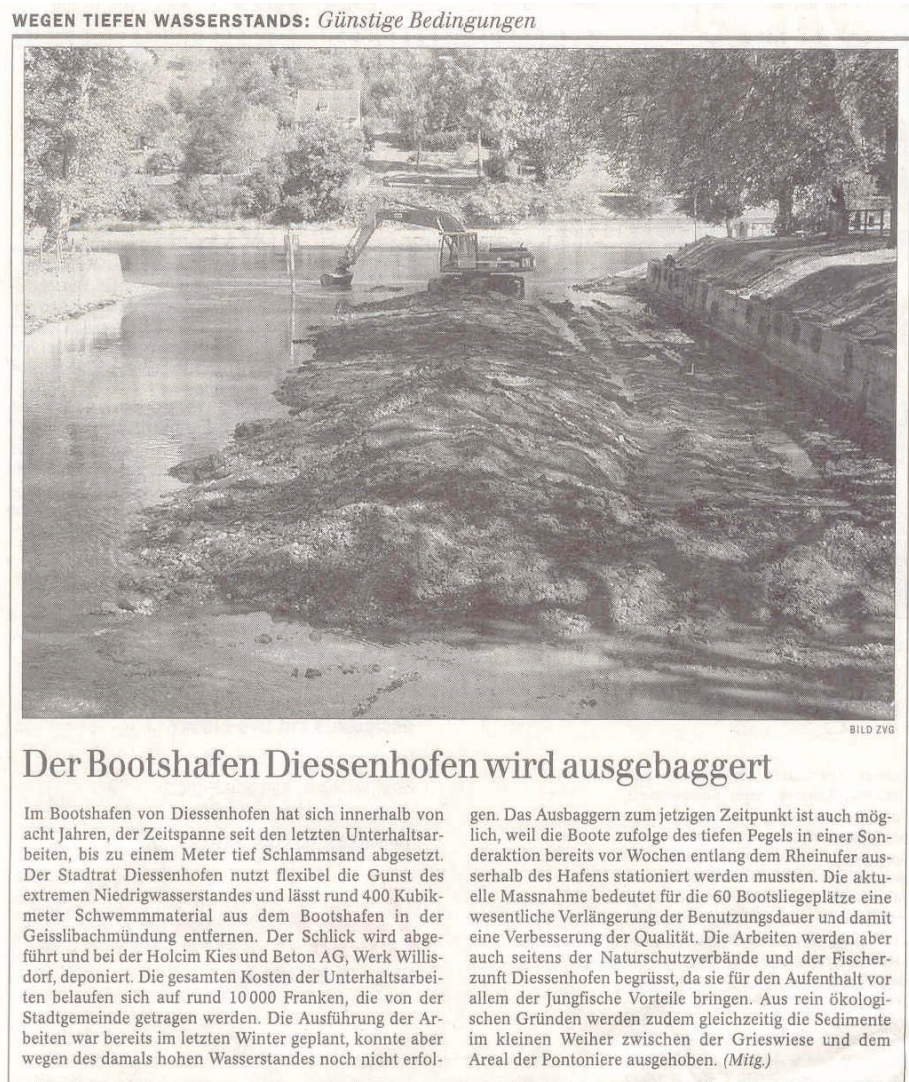 WEGEN TIEFEN WASSERSTANDS: Günstige Bedingungen
BILD ZVG
Der Bootshafen Diessenhofen wird ausgebaggert
Im Bootshafen von Diessenhofen hat sich innerhalb von
acht Jahren, der Zeitspanne seit den letzten Unterhaltsar-
beiten, bis zu einem Meter tief Schlammsand abgesetzt.
Der Stadtrat Diessenhofen nutzt flexibel die Gunst des
extremen Niedrigwasserstandes und lässt rund 400 Kubik-
meter Schwemmmaterial aus dem Bootshafen in der
Geisslibachmündung entfernen. Der Schlick wird abge-
führt und bei der Holcim Kies und Beton AG, Werk Willis-
dorf, deponiert. Die gesamten Kosten der Unterhaltsarbei-
ten belaufen sich auf rund 10 000 Franken, die von der
Stadtgemeinde getragen werden. Die Ausführung der Ar-
beiten war bereits im letzten Winter geplant, konnte aber
wegen des damals hohen Wasserstandes noch nicht erfol-
gen. Das Ausbaggern zum jetzigen Zeitpunkt ist auch mög-
lich, weil die Boote zufolge des tiefen Pegels in einer Son-
deraktion bereits vor Wochen entlang dem Rheinufer aus-
serhalb des Hafens stationiert werden mussten. Die aktu-
elle Massnahme bedeutet für die 60 Bootsliegeplätze eine
wesentliche Verlängerung der Benutzungsdauer und damit
eine Verbesserung der Qualität. Die Arbeiten werden aber
auch seitens der Naturschutzverbände und der Fischer-
zunft Diessenhofen begrüsst, da sie für den Aufenthalt vor
allem der Jungfische Vorteile bringen. Aus rein ökologi-
schen Gründen werden zudem gleichzeitig die Sedimente
im kleinen Weiher zwischen der Grieswiese und dem
Areal der Pontoniere ausgehoben. (Mitg.)